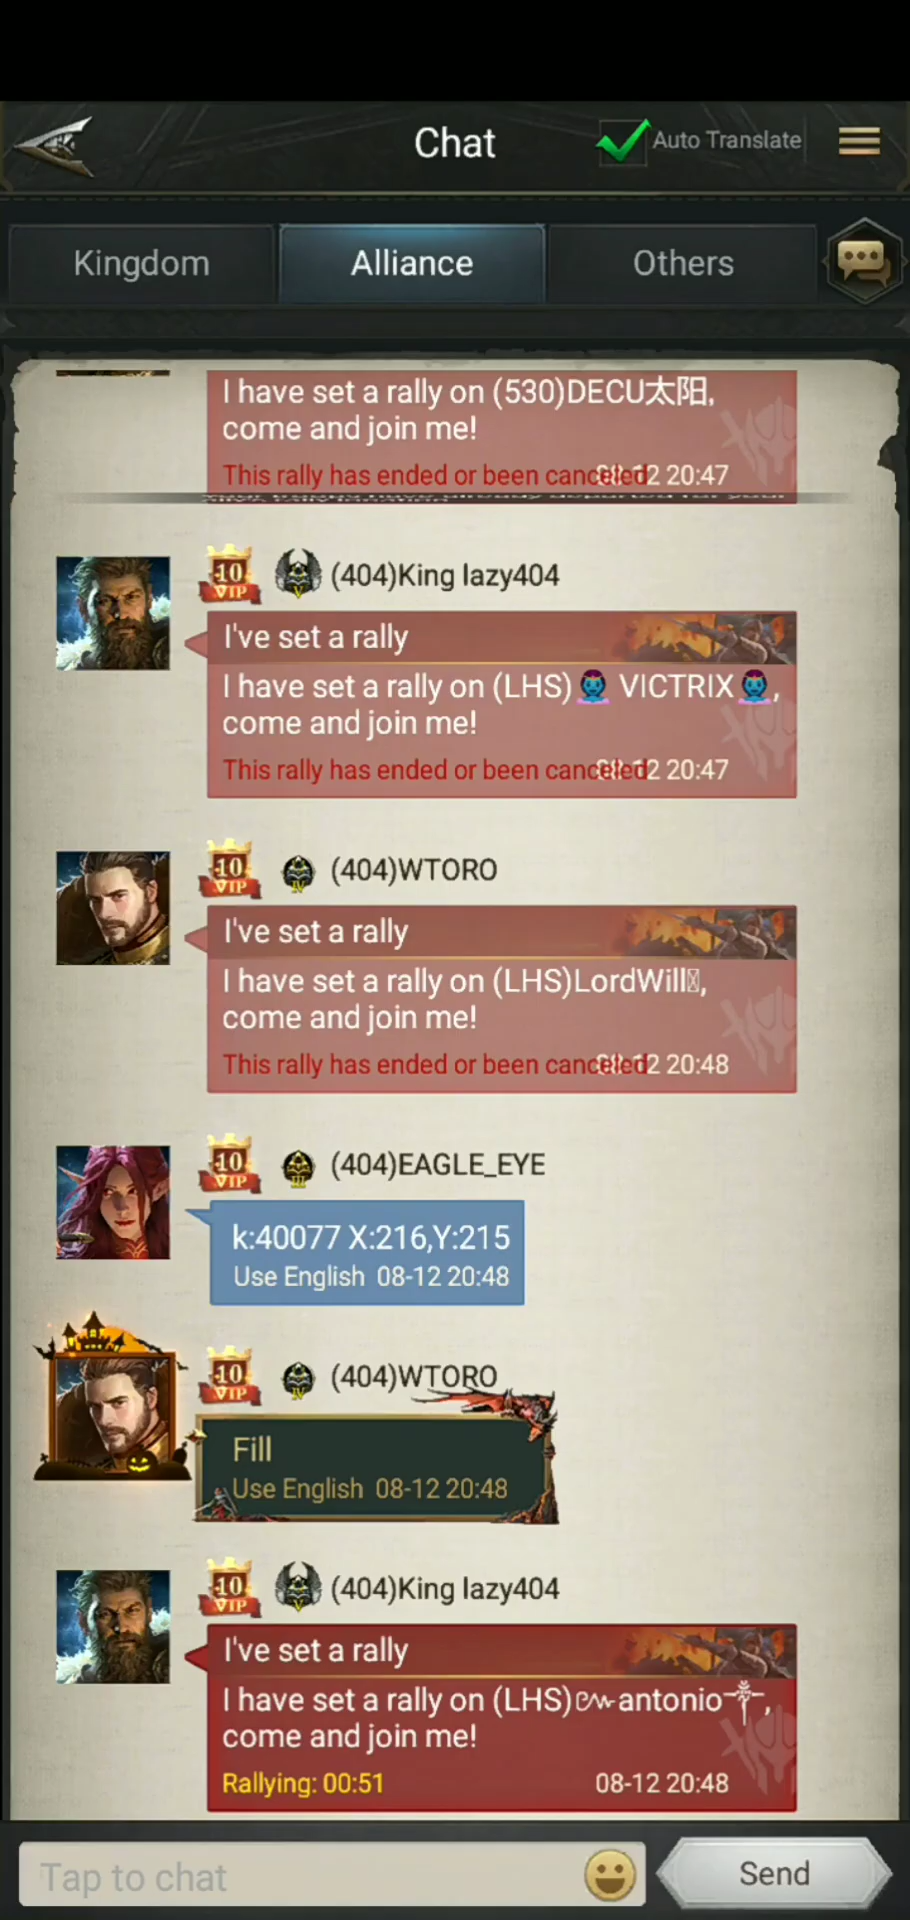 Chat
Auto Translate
Kingdom
Alliance
Others
I have set a rally on (530)DECU太阳,
come and join me!
This rally has ended or been canceled 08-12 20:47
10
VIP
V
(404)King lazy404
I've set a rally
I have set a rally on (LHS) VICTRIX,
come and join me!
This rally has ended or been canceled 08-12 20:47
10
VIP
IV
(404)WTORO
I've set a rally
I have set a rally on (LHS)LordWill,
come and join me!
This rally has ended or been canceled 08-12 20:48
10
VIP
III
(404)EAGLE_EYE
k:40077 X:216,Y:215
Use English 08-12 20:48
10
VIP
IV
(404)WTORO
Fill
Use English 08-12 20:48
10
VIP
V
(404)King lazy404
I've set a rally
I have set a rally on (LHS)antonio,
come and join me!
Rallying: 00:51 08-12 20:48
Tap to chat
Send